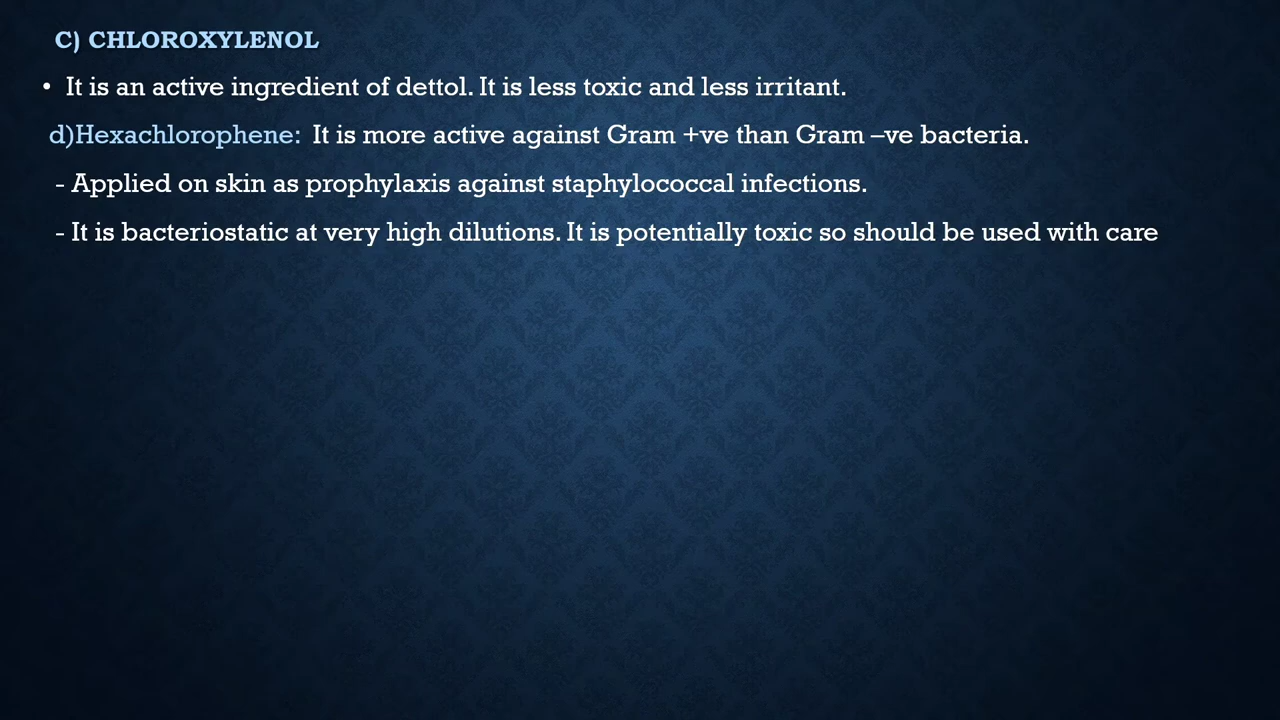 C) CHLOROXYLENOL
• It is an active ingredient of dettol. It is less toxic and less irritant.
d)Hexachlorophene: It is more active against Gram +ve than Gram –ve bacteria.
- Applied on skin as prophylaxis against staphylococcal infections.
- It is bacteriostatic at very high dilutions. It is potentially toxic so should be used with care